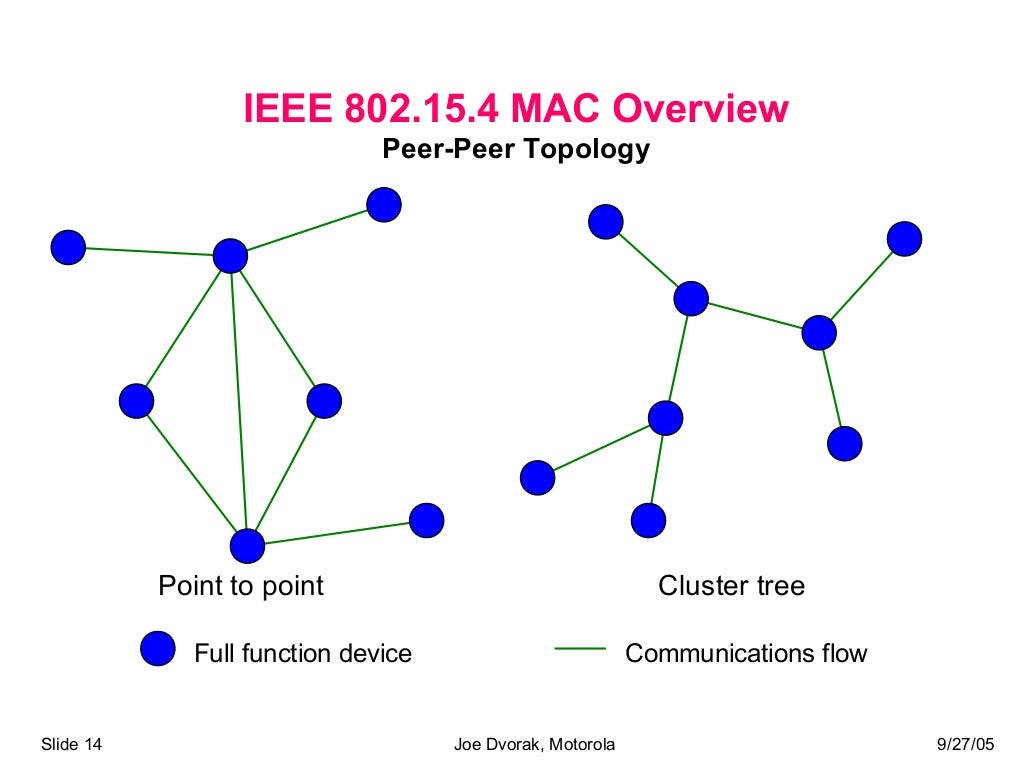 IEEE 802.15.4 MAC Overview
Peer-Peer Topology
Point to point
Cluster tree
Full function device
Communications flow
Slide 14
Joe Dvorak, Motorola
9/27/05